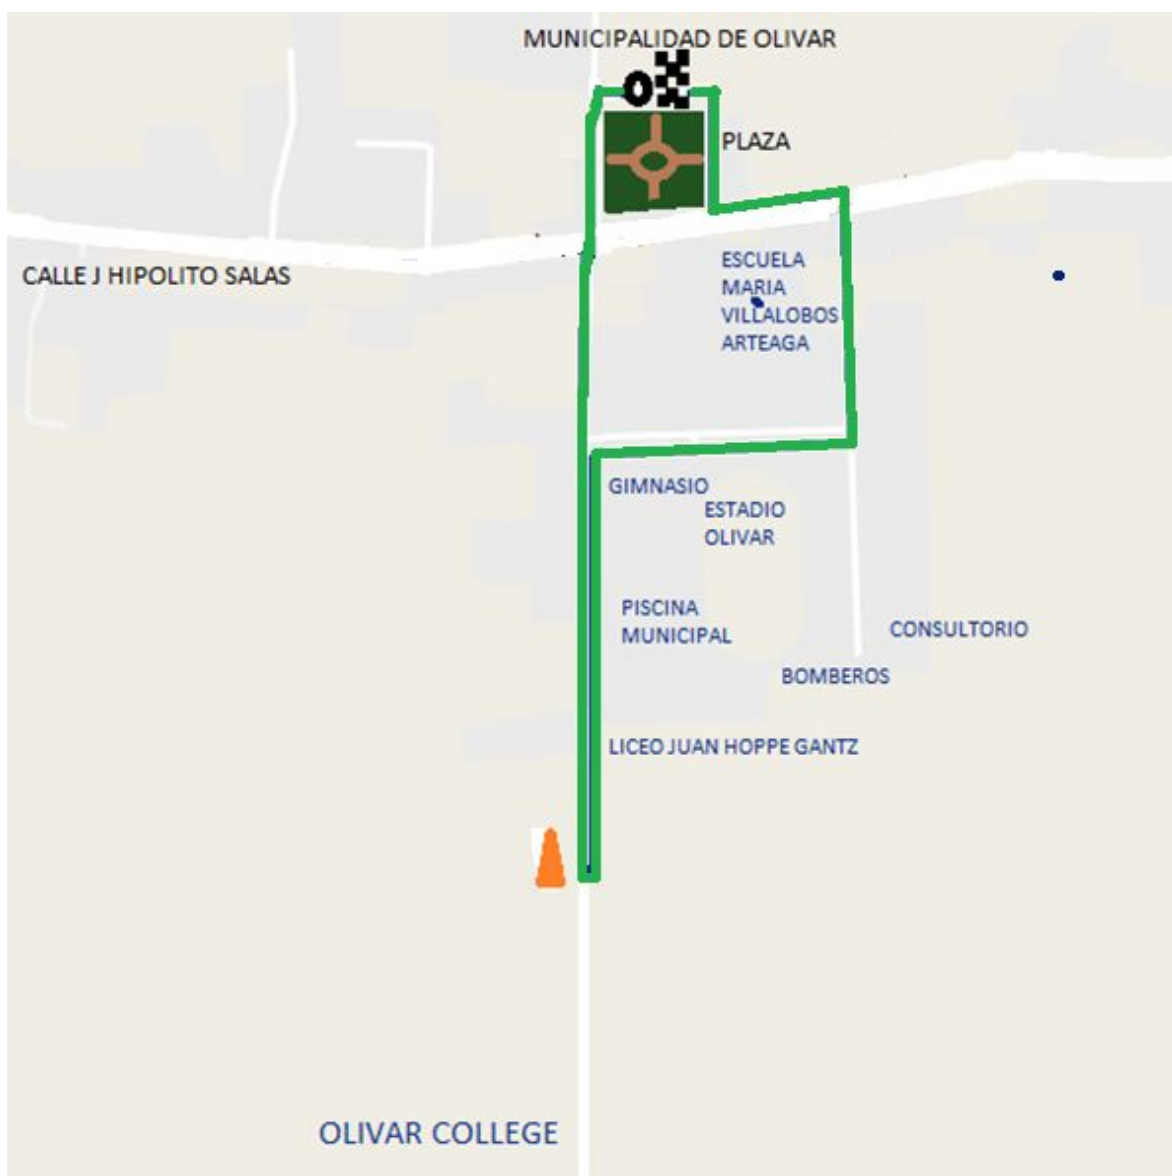 MUNICIPALIDAD DE OLIVAR
PLAZA
CALLE J HIPOLITO SALAS
ESCUELA
MARIA
VILLALOBOS
ARTEAGA
GIMNASIO
ESTADIO
OLIVAR
PISCINA
MUNICIPAL
CONSULTORIO
BOMBEROS
LICEO JUAN HOPPE GANTZ
OLIVAR COLLEGE